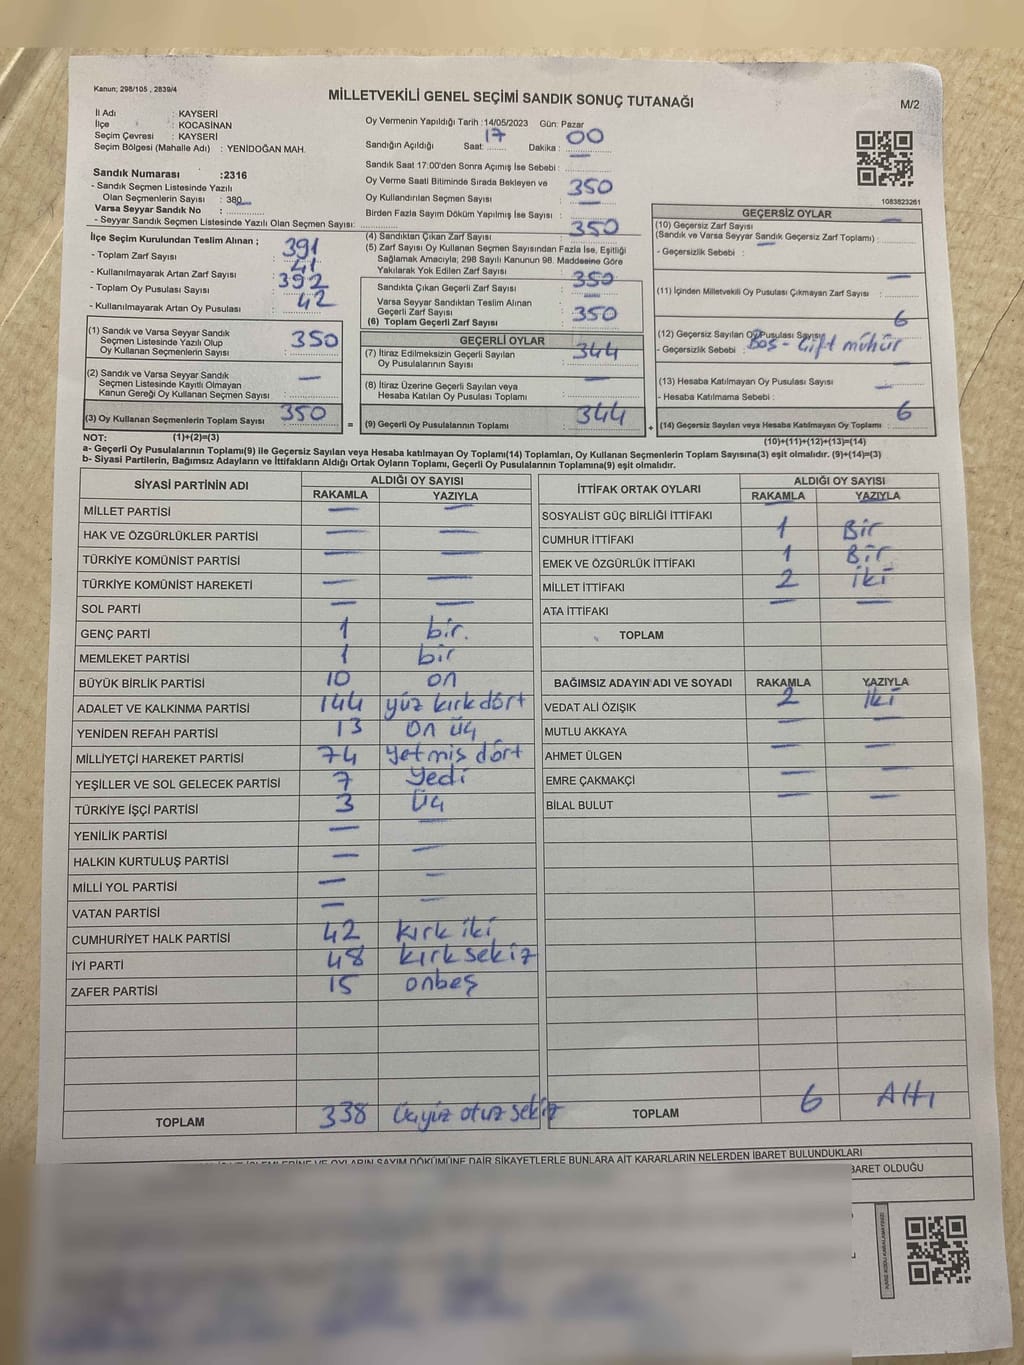 Kanun; 298/105 , 2839/4
MİLLETVEKİLİ GENEL SEÇİMİ SANDIK SONUÇ TUTANAĞI
M/2
İl Adı : KAYSERİ
İlçe : KOCASİNAN
Seçim Çevresi : KAYSERİ
Seçim Bölgesi (Mahalle Adı) : YENİDOĞAN MAH.
Oy Vermenin Yapıldığı Tarih :14/05/2023 Gün: Pazar
Sandığın Açıldığı Saat: 17 Dakika : 00
Sandık Saat 17:00'den Sonra Açımış İse Sebebi : —
Oy Verme Saati Bitiminde Sırada Bekleyen ve
Oy Kullandırılan Seçmen Sayısı : 350
Birden Fazla Sayım Döküm Yapılmış İse Sayısı : —
Sandık Numarası :2316
- Sandık Seçmen Listesinde Yazılı
Olan Seçmenlerin Sayısı : 380
Varsa Seyyar Sandık No :
- Seyyar Sandık Seçmen Listesinde Yazılı Olan Seçmen Sayısı:
1083823261
İlçe Seçim Kurulundan Teslim Alınan ;
- Toplam Zarf Sayısı : 391
- Kullanılmayarak Artan Zarf Sayısı : 41
- Toplam Oy Pusulası Sayısı : 392
- Kullanılmayarak Artan Oy Pusulası : 42
(1) Sandık ve Varsa Seyyar Sandık
Seçmen Listesinde Yazılı Olup
Oy Kullanan Seçmenlerin Sayısı : 350
(2) Sandık ve Varsa Seyyar Sandık
Seçmen Listesinde Kayıtlı Olmayan
Kanun Gereği Oy Kullanan Seçmen Sayısı : —
(3) Oy Kullanan Seçmenlerin Toplam Sayısı : 350
(4) Sandıktan Çıkan Zarf Sayısı : 350
(5) Zarf Sayısı Oy Kullanan Seçmen Sayısından Fazla İse, Eşitliği
Sağlamak Amacıyla; 298 Sayılı Kanunun 98. Maddesine Göre
Yakılarak Yok Edilen Zarf Sayısı :
Sandıkta Çıkan Geçerli Zarf Sayısı : 350
Varsa Seyyar Sandıktan Teslim Alınan
Geçerli Zarf Sayısı : —
(6) Toplam Geçerli Zarf Sayısı : 350
GEÇERLİ OYLAR
(7) İtiraz Edilmeksizin Geçerli Sayılan
Oy Pusulalarının Sayısı : 344
(8) İtiraz Üzerine Geçerli Sayılan veya
Hesaba Katılan Oy Pusulası Toplamı : —
= (9) Geçerli Oy Pusulalarının Toplamı : 344
GEÇERSİZ OYLAR
(10) Geçersiz Zarf Sayısı —
(Sandık ve Varsa Seyyar Sandık Geçersiz Zarf Toplamı) :
- Geçersizlik Sebebi : —
(11) İçinden Milletvekili Oy Pusulası Çıkmayan Zarf Sayısı : —
(12) Geçersiz Sayılan Oy Pusulası Sayısı : 6
- Geçersizlik Sebebi : Boş - Çift mühür
(13) Hesaba Katılmayan Oy Pusulası Sayısı : —
- Hesaba Katılmama Sebebi :
+ (14) Geçersiz Sayılan veya Hesaba Katılmayan Oy Toplamı : 6
NOT: (1)+(2)=(3)
(10)+(11)+(12)+(13)=(14)
a- Geçerli Oy Pusulalarının Toplamı(9) ile Geçersiz Sayılan veya Hesaba katılmayan Oy Toplamı(14) Toplamları, Oy Kullanan Seçmenlerin Toplam Sayısına(3) eşit olmalıdır. (9)+(14)=(3)
b- Siyasi Partilerin, Bağımsız Adayların ve İttifakların Aldığı Ortak Oyların Toplamı, Geçerli Oy Pusulalarının Toplamına(9) eşit olmalıdır.
SİYASİ PARTİNİN ADI ALDIĞI OY SAYISI
RAKAMLA YAZIYLA
MİLLET PARTİSİ — —
HAK VE ÖZGÜRLÜKLER PARTİSİ — —
TÜRKİYE KOMÜNİST PARTİSİ — —
TÜRKİYE KOMÜNİST HAREKETİ — —
SOL PARTİ — —
GENÇ PARTİ 1 bir.
MEMLEKET PARTİSİ 1 bir
BÜYÜK BİRLİK PARTİSİ 10 on
ADALET VE KALKINMA PARTİSİ 144 yüz kırk dört
YENİDEN REFAH PARTİSİ 13 on üç
MİLLİYETÇİ HAREKET PARTİSİ 74 yetmiş dört
YEŞİLLER VE SOL GELECEK PARTİSİ 7 yedi
TÜRKİYE İŞÇİ PARTİSİ 3 üç
YENİLİK PARTİSİ — —
HALKIN KURTULUŞ PARTİSİ — —
MİLLİ YOL PARTİSİ — —
VATAN PARTİSİ — —
CUMHURİYET HALK PARTİSİ 42 kırk iki
İYİ PARTİ 48 kırk sekiz
ZAFER PARTİSİ 15 onbeş
TOPLAM 338 üçyüz otuz sekiz
İTTİFAK ORTAK OYLARI ALDIĞI OY SAYISI
RAKAMLA YAZIYLA
SOSYALİST GÜÇ BİRLİĞİ İTTİFAKI
CUMHUR İTTİFAKI 1 Bir
EMEK VE ÖZGÜRLÜK İTTİFAKI 1 Bir
MİLLET İTTİFAKI 2 iki
ATA İTTİFAKI — —
TOPLAM
BAĞIMSIZ ADAYIN ADI VE SOYADI RAKAMLA YAZIYLA
VEDAT ALİ ÖZIŞIK 2 iki
MUTLU AKKAYA — —
AHMET ÜLGEN — —
EMRE ÇAKMAKÇİ — —
BİLAL BULUT — —
TOPLAM 6 Altı
OYLARIN SAYIM DÖKÜMÜNE DAİR ŞİKAYETLERLE BUNLARA AİT KARARLARIN NELERDEN İBARET BULUNDUKLARI
BARET OLDUĞU